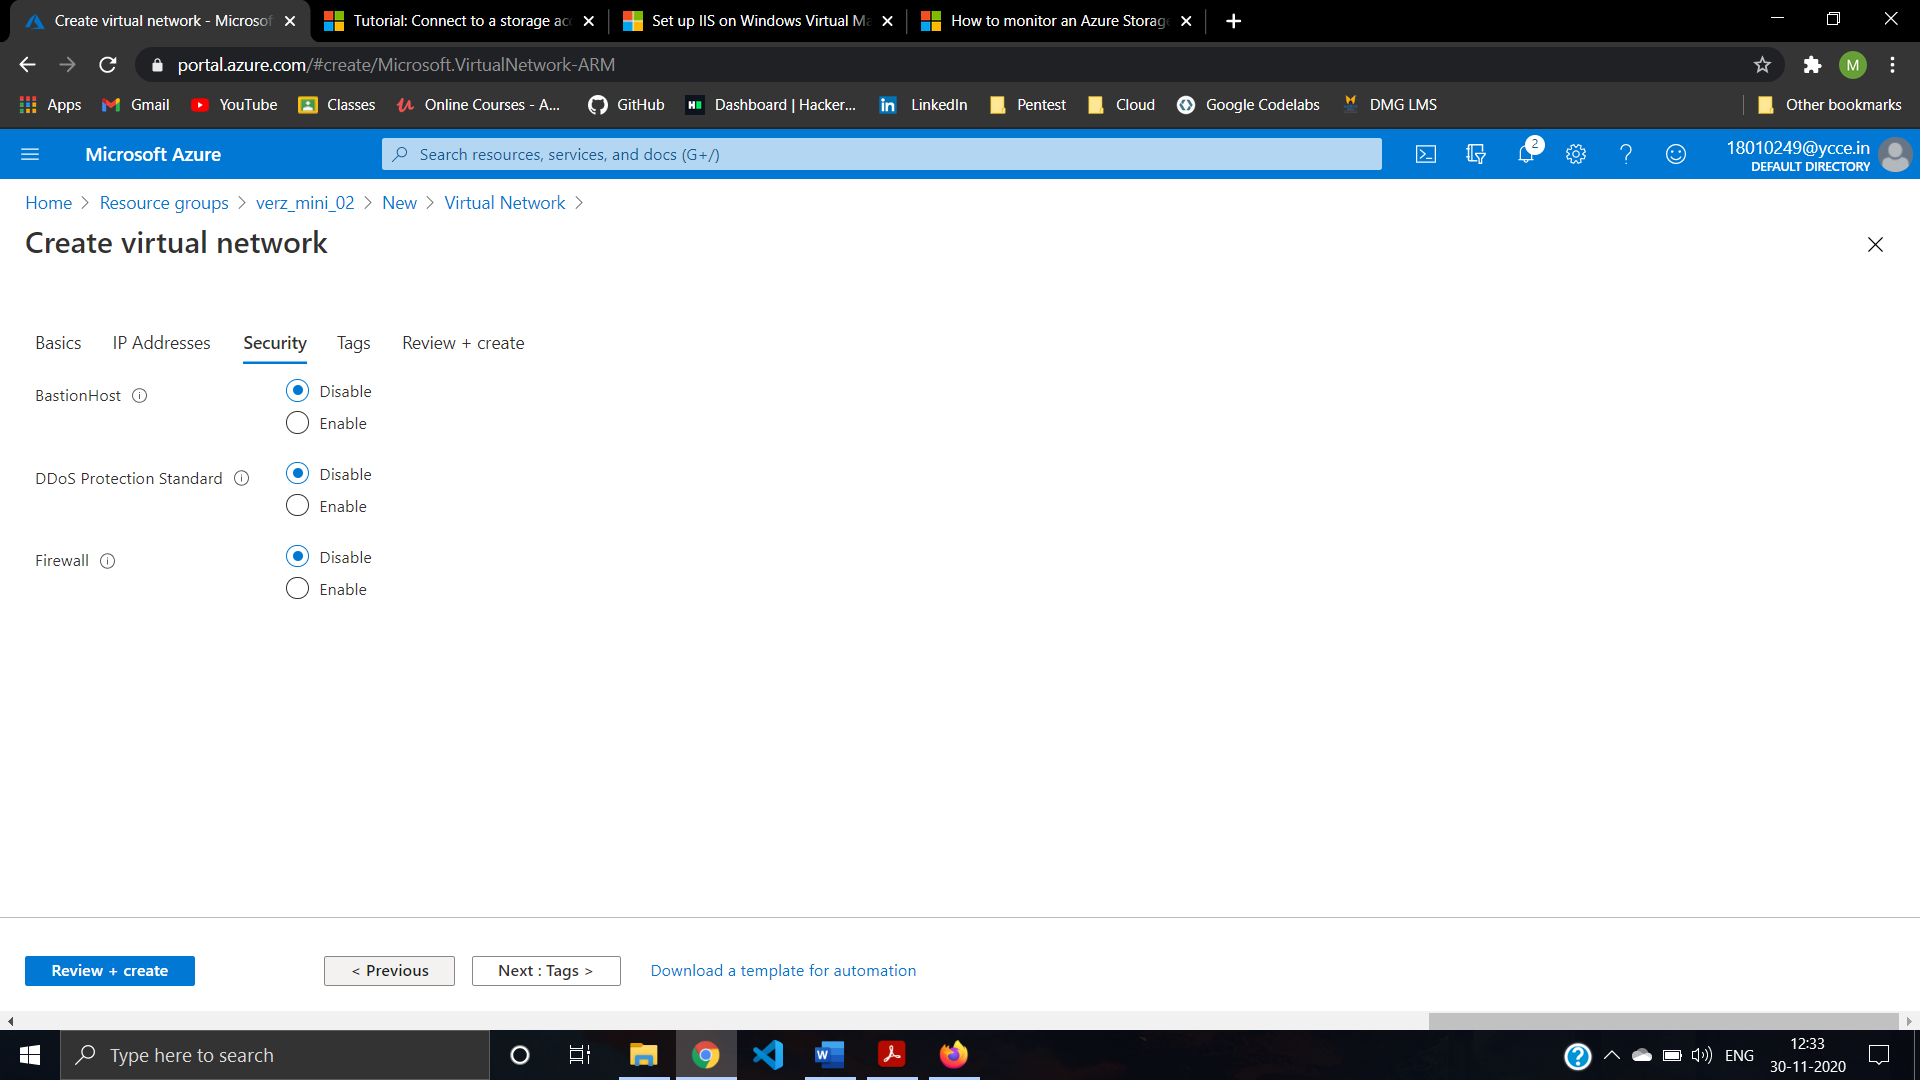 Create virtual network - Microsof
Tutorial: Connect to a storage acc
Set up IIS on Windows Virtual Ma
How to monitor an Azure Storage
portal.azure.com/#create/Microsoft.VirtualNetwork-ARM
M
Apps
Gmail
YouTube
Classes
Online Courses - A...
GitHub
Dashboard | Hacker...
LinkedIn
Pentest
Cloud
Google Codelabs
DMG LMS
Other bookmarks
Microsoft Azure
Search resources, services, and docs (G+/)
2
18010249@ycce.in
DEFAULT DIRECTORY
Home > Resource groups > verz_mini_02 > New > Virtual Network >
Create virtual network
Basics
IP Addresses
Security
Tags
Review + create
BastionHost
Disable
Enable
DDoS Protection Standard
Disable
Enable
Firewall
Disable
Enable
Review + create
< Previous
Next : Tags >
Download a template for automation
Type here to search
ENG
12:33
30-11-2020